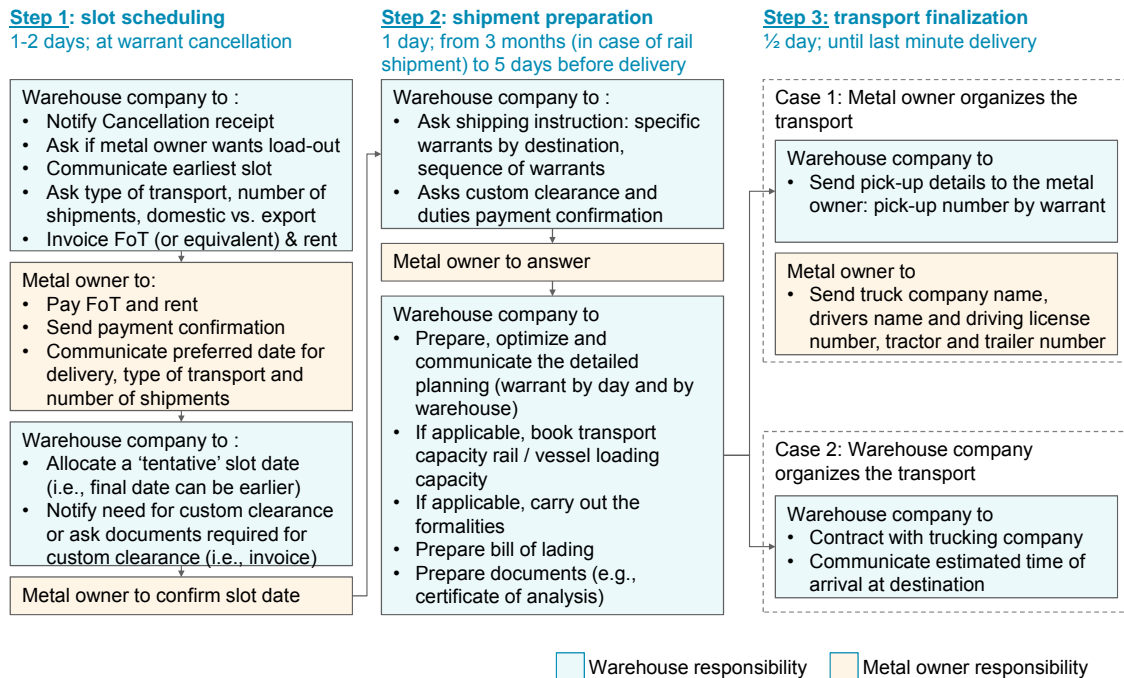 Step 1: slot scheduling
1-2 days; at warrant cancellation
Warehouse company to :
• Notify Cancellation receipt
• Ask if metal owner wants load-out
• Communicate earliest slot
• Ask type of transport, number of
shipments, domestic vs. export
• Invoice FoT (or equivalent) & rent
Metal owner to:
• Pay FoT and rent
• Send payment confirmation
• Communicate preferred date for
delivery, type of transport and
number of shipments
Warehouse company to :
• Allocate a ‘tentative’ slot date
(i.e., final date can be earlier)
• Notify need for custom clearance
or ask documents required for
custom clearance (i.e., invoice)
Metal owner to confirm slot date
Step 2: shipment preparation
1 day; from 3 months (in case of rail
shipment) to 5 days before delivery
Warehouse company to :
• Ask shipping instruction: specific
warrants by destination,
sequence of warrants
• Asks custom clearance and
duties payment confirmation
Metal owner to answer
Warehouse company to
• Prepare, optimize and
communicate the detailed
planning (warrant by day and by
warehouse)
• If applicable, book transport
capacity rail / vessel loading
capacity
• If applicable, carry out the
formalities
• Prepare bill of lading
• Prepare documents (e.g.,
certificate of analysis)
Step 3: transport finalization
½ day; until last minute delivery
Case 1: Metal owner organizes the
transport
Warehouse company to
• Send pick-up details to the metal
owner: pick-up number by warrant
Metal owner to
• Send truck company name,
drivers name and driving license
number, tractor and trailer number
Case 2: Warehouse company
organizes the transport
Warehouse company to
• Contract with trucking company
• Communicate estimated time of
arrival at destination
Warehouse responsibility
Metal owner responsibility